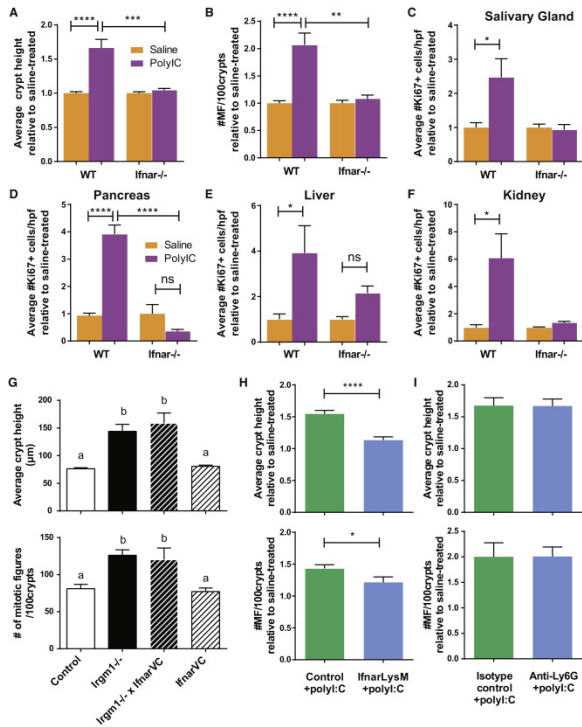 A
Average crypt height
relative to saline-treated
2.0
1.5
1.0
0.5
0.0
****
***
Saline
PolyIC
WT
Ifnar-/-
B
#MF/100crypts
relative to saline-treated
2.5
2.0
1.5
1.0
0.5
0.0
****
**
WT
Ifnar-/-
C
Salivary Gland
Average #Ki67+ cells/hpf
relative to saline-treated
4
3
2
1
0
*
WT
Ifnar-/-
D
Pancreas
Average #Ki67+ cells/hpf
relative to saline-treated
5
4
3
2
1
0
****
****
Saline
PolyIC
ns
WT
Ifnar-/-
E
Liver
Average #Ki67+ cells/hpf
relative to saline-treated
6
4
2
0
*
ns
WT
Ifnar-/-
F
Kidney
Average #Ki67+ cells/hpf
relative to saline-treated
10
8
6
4
2
0
*
WT
Ifnar-/-
G
Average crypt height
(µm)
200
150
100
50
0
a
b
b
a
# of mitotic figures
/100crypts
150
100
50
0
a
b
b
a
Control
Irgm1-/-
Irgm1-/- x IfnarVC
IfnarVC
H
Average crypt height
relative to saline-treated
2.0
1.5
1.0
0.5
0.0
****
#MF/100crypts
relative to saline-treated
2.0
1.5
1.0
0.5
0.0
*
Control
+polyI:C
IfnarLysM
+polyI:C
I
Average crypt height
relative to saline-treated
2.0
1.5
1.0
0.5
0.0
#MF/100crypts
relative to saline-treated
2.5
2.0
1.5
1.0
0.5
0.0
Isotype
control
+polyI:C
Anti-Ly6G
+polyI:C